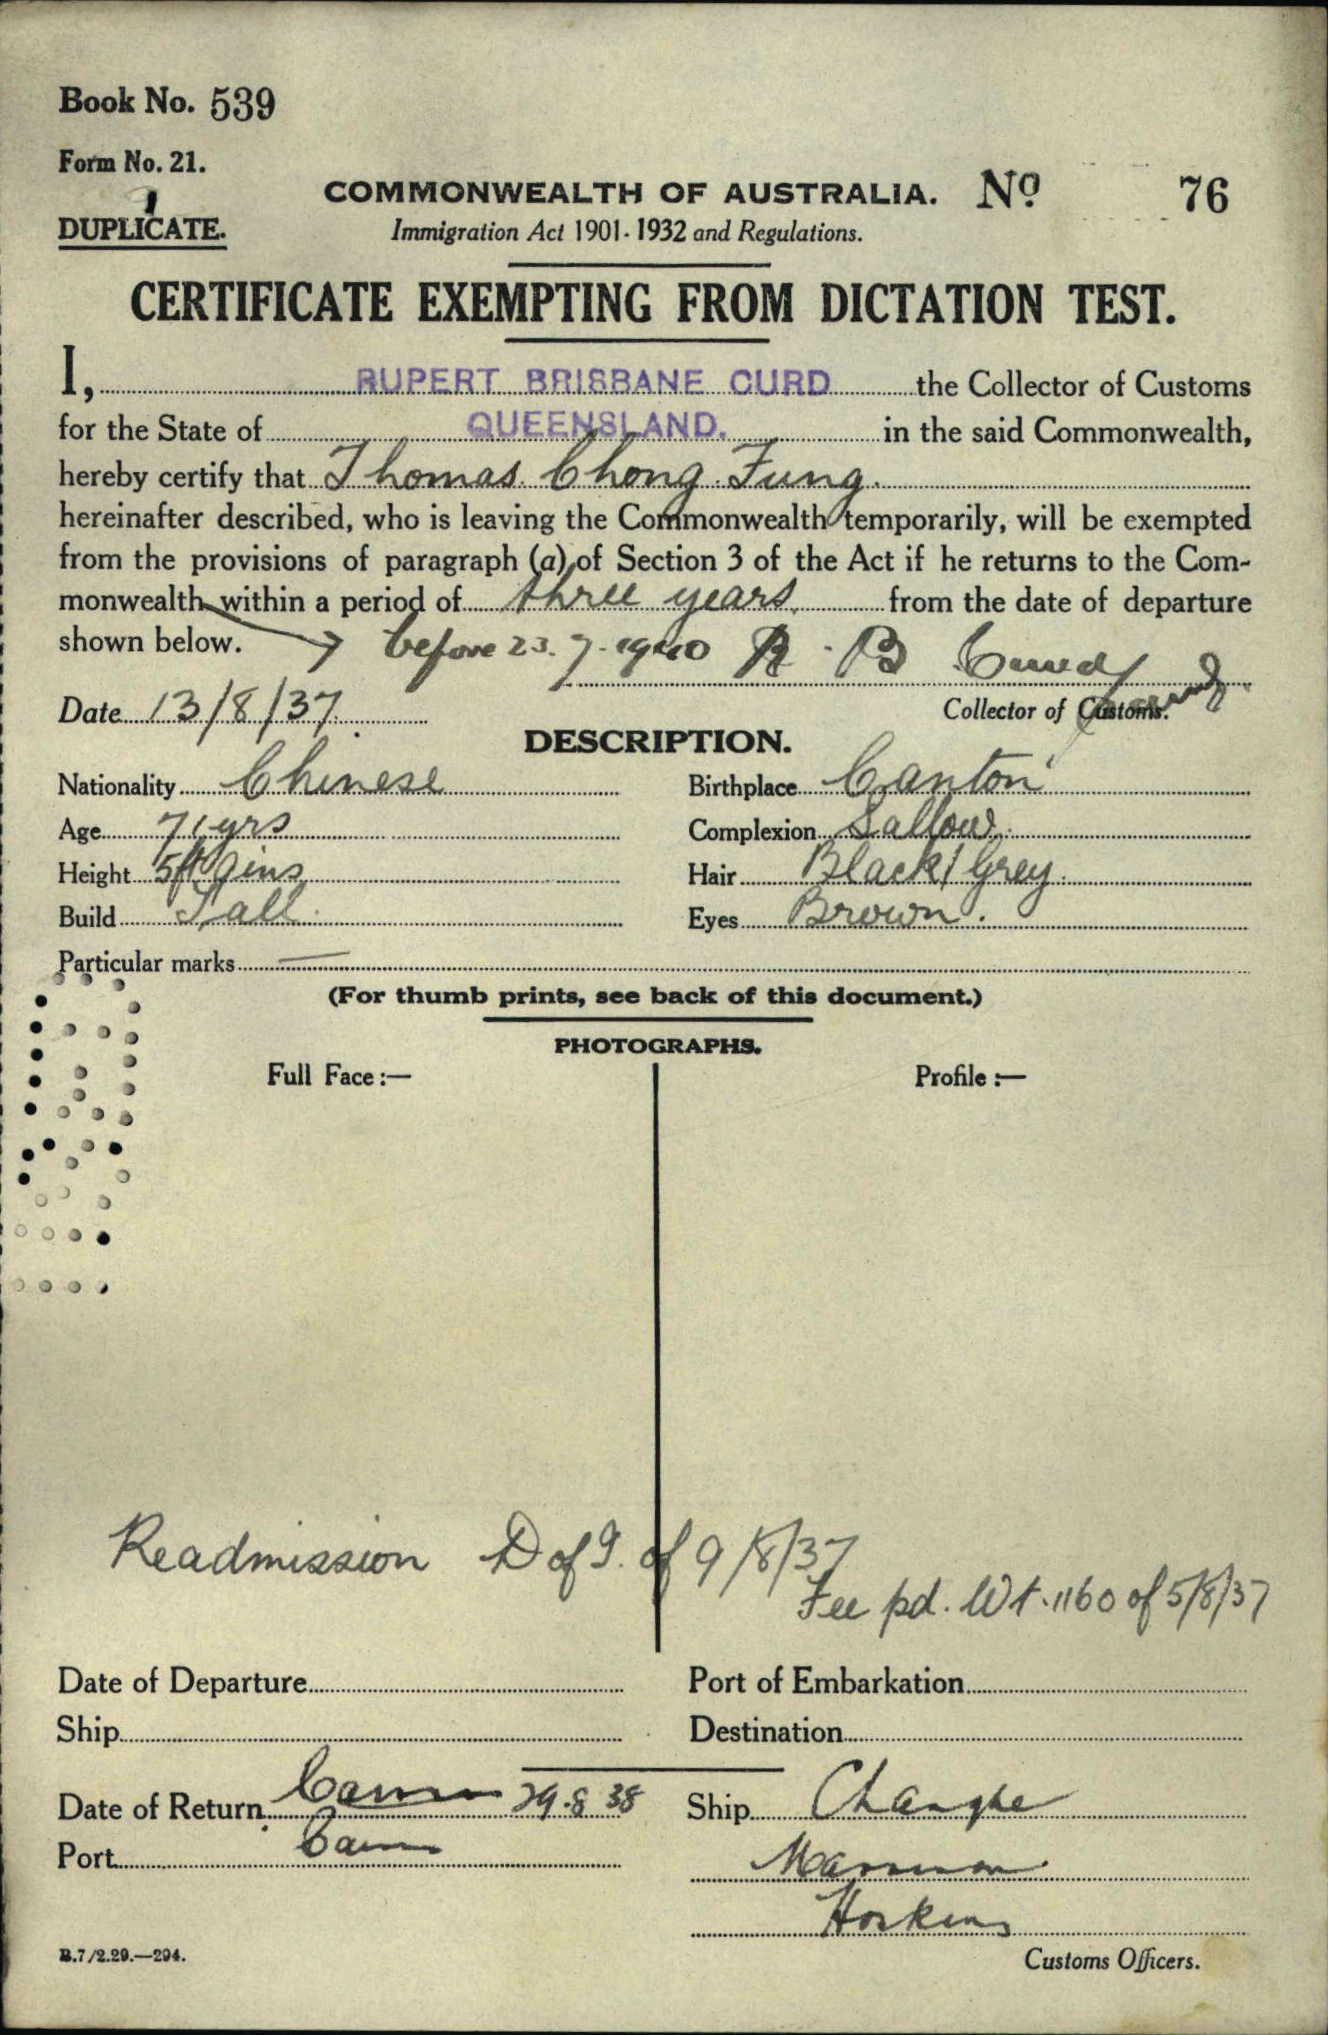 Book No. 539
Form No. 21.
DUPLICATE.
COMMONWEALTH OF AUSTRALIA. No 76
Immigration Act 1901-1932 and Regulations.
CERTIFICATE EXEMPTING FROM DICTATION TEST.
I, RUPERT BRISBANE CURD the Collector of Customs
for the State of QUEENSLAND. in the said Commonwealth,
hereby certify that Thomas Chong Fung.
hereinafter described, who is leaving the Commonwealth temporarily, will be exempted
from the provisions of paragraph (a) of Section 3 of the Act if he returns to the Com-
monwealth within a period of three years from the date of departure
shown below. before 23.7.1940 R. B Curd
Date 13/8/37. Collector of Customs.
DESCRIPTION.
Nationality Chinese Birthplace Canton
Age 71 yrs Complexion Sallow
Height 5ft 9ins Hair Black/Grey.
Build Tall. Eyes Brown.
Particular marks —
(For thumb prints, see back of this document.)
PHOTOGRAPHS.
Full Face :— Profile :—
Readmission D of I. of 9/8/37
Fee pd. Wt. 1160 of 5/8/37
Date of Departure Port of Embarkation
Ship Destination
Date of Return Cairns 29.8.38 Ship Changte
Port Cairns
Hoskins
B.7/2.29.—294. Customs Officers.